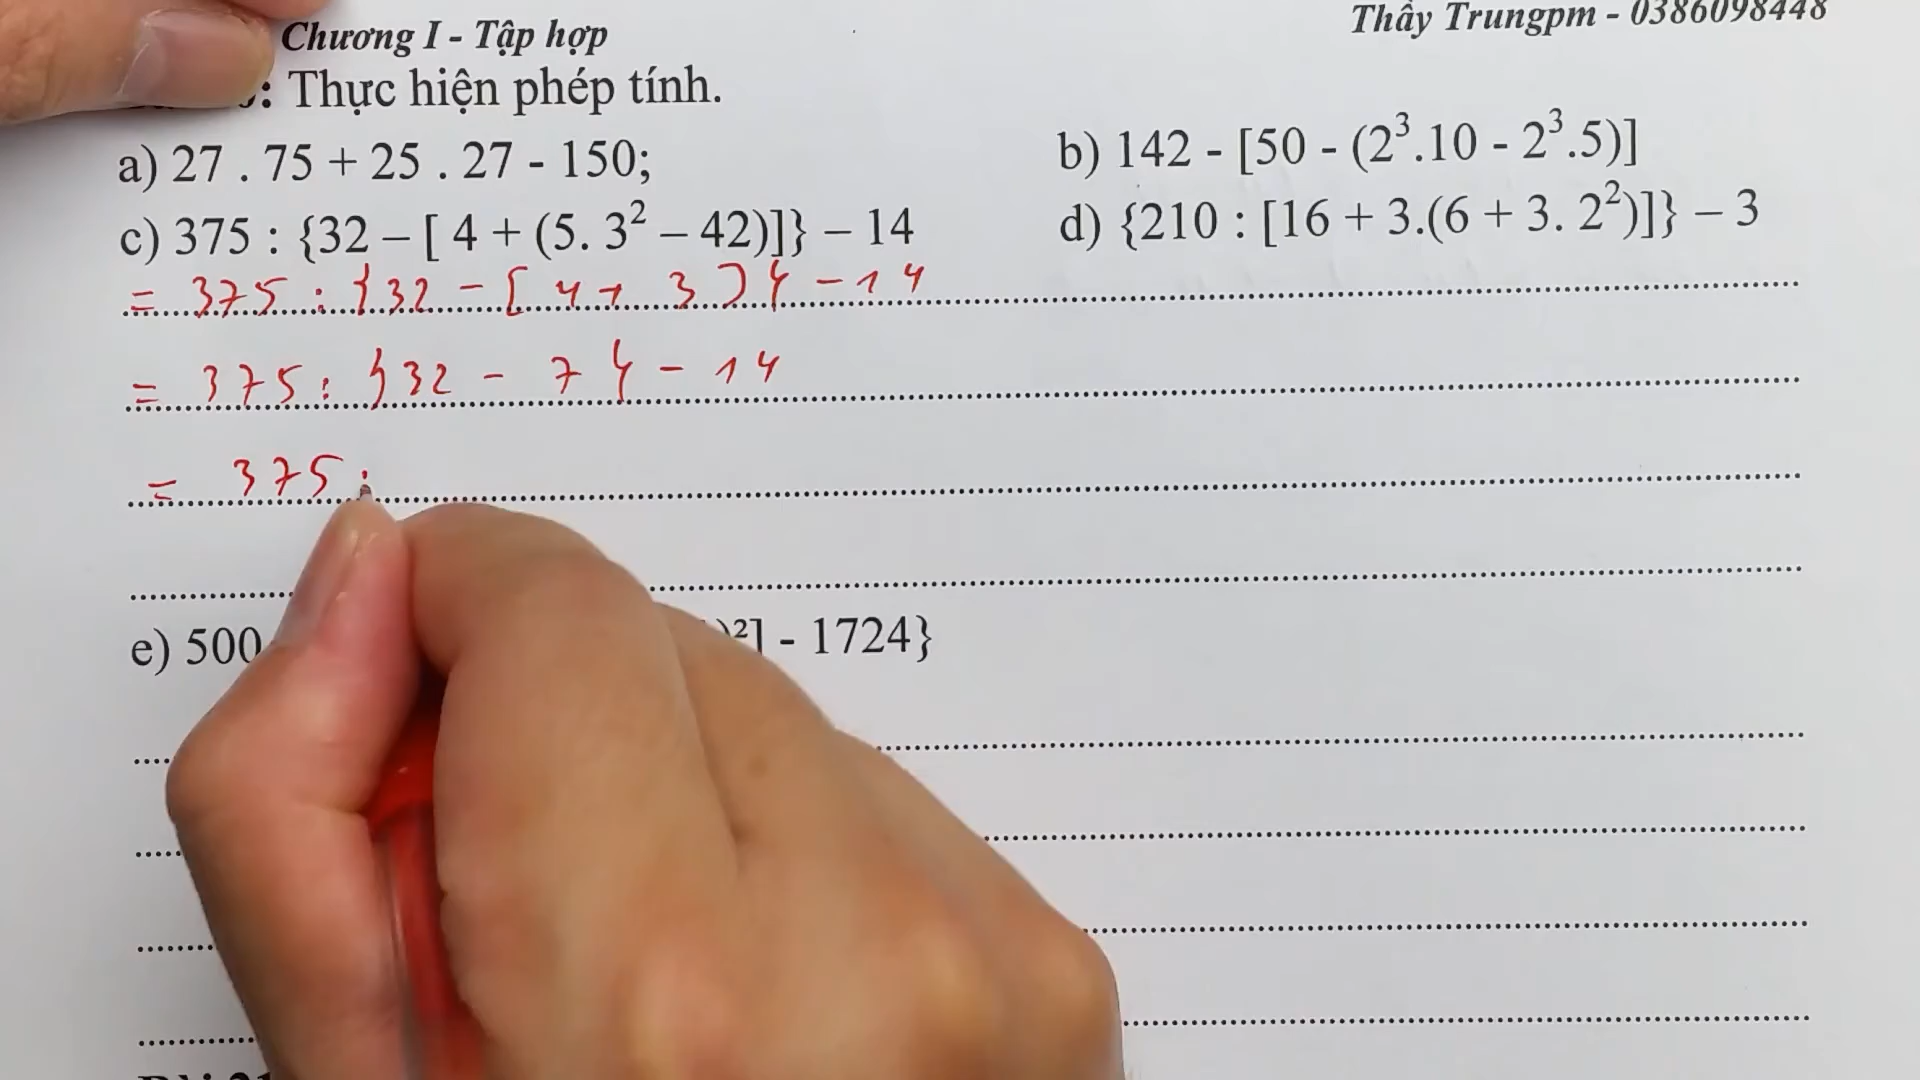 Chương I - Tập hợp
Thầy Trungpm - 0386098448
: Thực hiện phép tính.
a) 27 . 75 + 25 . 27 - 150;
b) 142 - [50 - (2³.10 - 2³.5)]
c) 375 : {32 – [ 4 + (5. 3² – 42)]} – 14
d) {210 : [16 + 3.(6 + 3. 2²)]} – 3
= 375 : {32 - [ 4 + 3 ] } - 14
= 375 : {32 - 7 } - 14
= 375 :
e) 500
)²] - 1724}